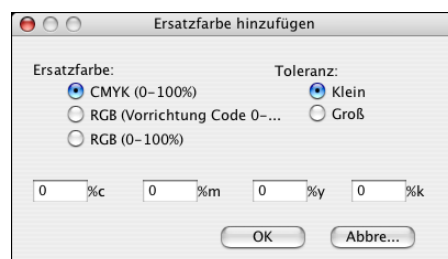 Ersatzfarbe hinzufügen
Ersatzfarbe: Toleranz:
CMYK (0–100%) Klein
RGB (Vorrichtung Code 0–... Groß
RGB (0–100%)
0 %c 0 %m 0 %y 0 %k
OK Abbre...